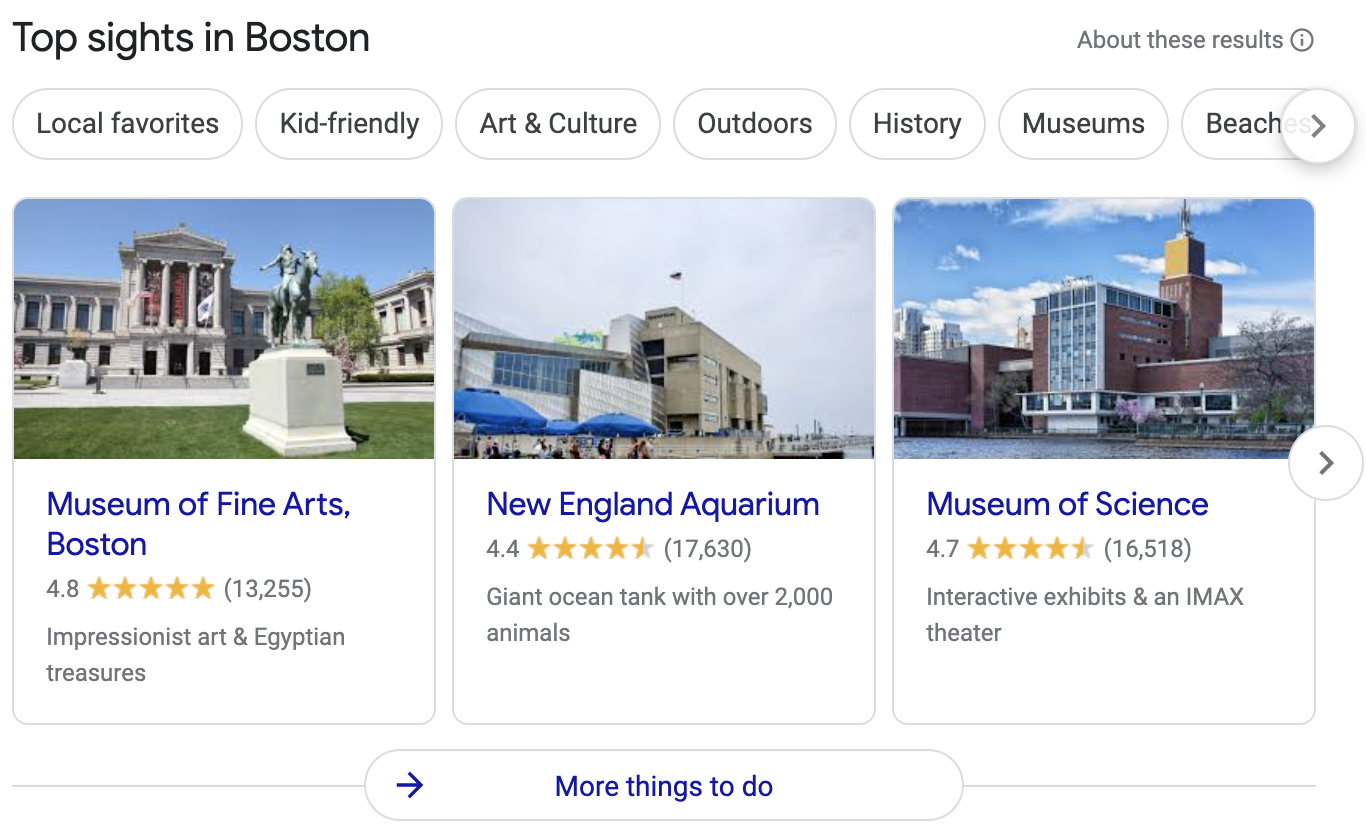 Top sights in Boston
About these results
Local favorites
Kid-friendly
Art & Culture
Outdoors
History
Museums
Beaches
Museum of Fine Arts,
Boston
4.8 (13,255)
Impressionist art & Egyptian
treasures
New England Aquarium
4.4 (17,630)
Giant ocean tank with over 2,000
animals
Museum of Science
4.7 (16,518)
Interactive exhibits & an IMAX
theater
More things to do